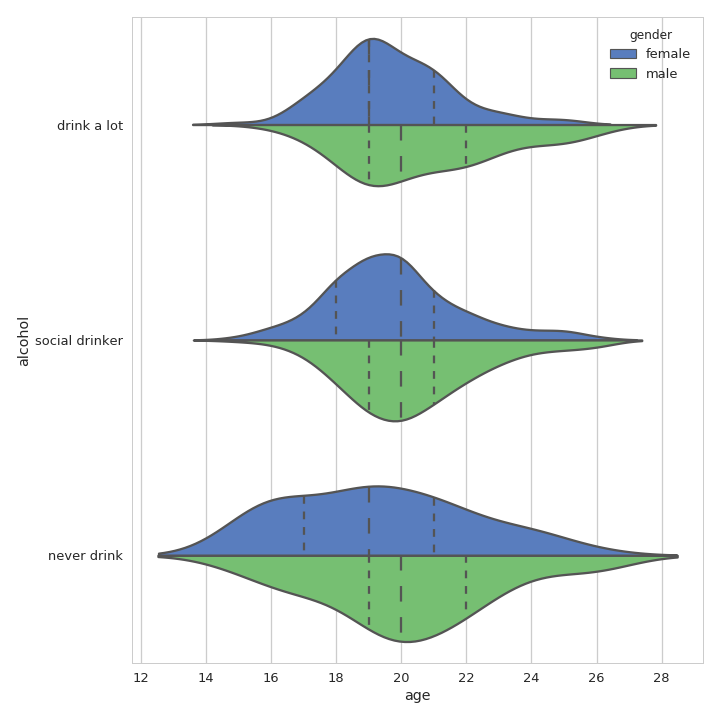 gender
female
male
drink a lot
social drinker
never drink
alcohol
12 14 16 18 20 22 24 26 28
age